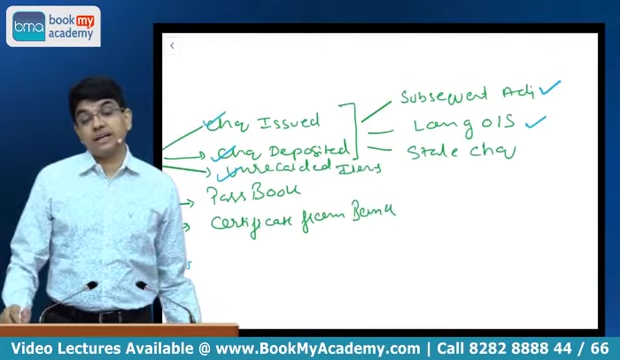 bma
book my
academy
Chq Issued
Chq Deposited
Unrecorded Items
Pass Book
Certificate from Bank
Subsequent Adj
Long O/S
Stale Chq
Video Lectures Available @ www.BookMyAcademy.com | Call 8282 8888 44 / 66